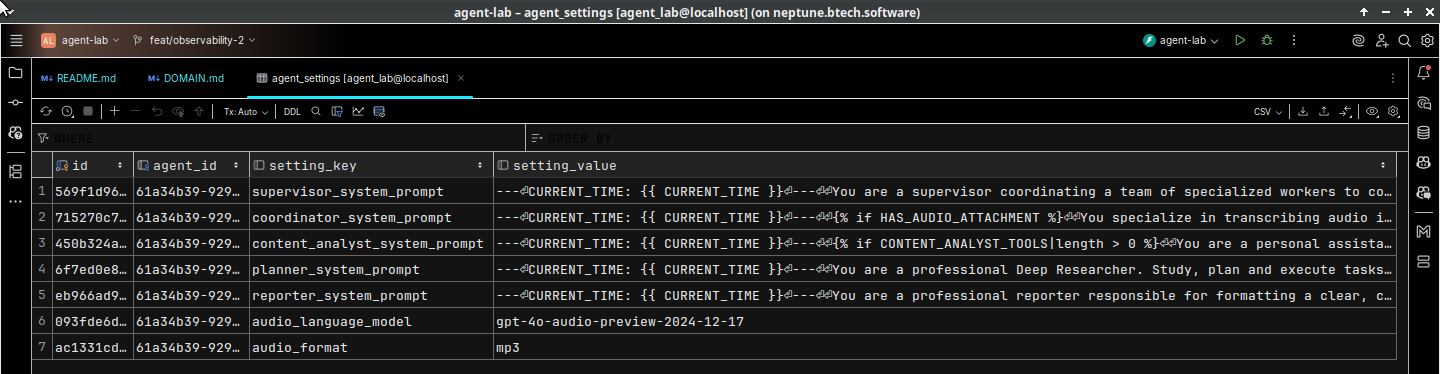 agent-lab – agent_settings [agent_lab@localhost] (on neptune.btech.software)
AL agent-lab feat/observability-2 agent-lab
M↓ README.md M↓ DOMAIN.md agent_settings [agent_lab@localhost]
Tx: Auto DDL CSV
WHERE ORDER BY
id agent_id setting_key setting_value
1 569f1d96… 61a34b39-929… supervisor_system_prompt ---⏎CURRENT_TIME: {{ CURRENT_TIME }}⏎---⏎⏎You are a supervisor coordinating a team of specialized workers to co…
2 715270c7… 61a34b39-929… coordinator_system_prompt ---⏎CURRENT_TIME: {{ CURRENT_TIME }}⏎---⏎⏎{% if HAS_AUDIO_ATTACHMENT %}⏎⏎You specialize in transcribing audio i…
3 450b324a… 61a34b39-929… content_analyst_system_prompt ---⏎CURRENT_TIME: {{ CURRENT_TIME }}⏎---⏎⏎{% if CONTENT_ANALYST_TOOLS|length > 0 %}⏎⏎You are a personal assista…
4 6f7ed0e8… 61a34b39-929… planner_system_prompt ---⏎CURRENT_TIME: {{ CURRENT_TIME }}⏎---⏎⏎You are a professional Deep Researcher. Study, plan and execute tasks…
5 eb966ad9… 61a34b39-929… reporter_system_prompt ---⏎CURRENT_TIME: {{ CURRENT_TIME }}⏎---⏎⏎You are a professional reporter responsible for formatting a clear, c…
6 093fde6d… 61a34b39-929… audio_language_model gpt-4o-audio-preview-2024-12-17
7 ac1331cd… 61a34b39-929… audio_format mp3